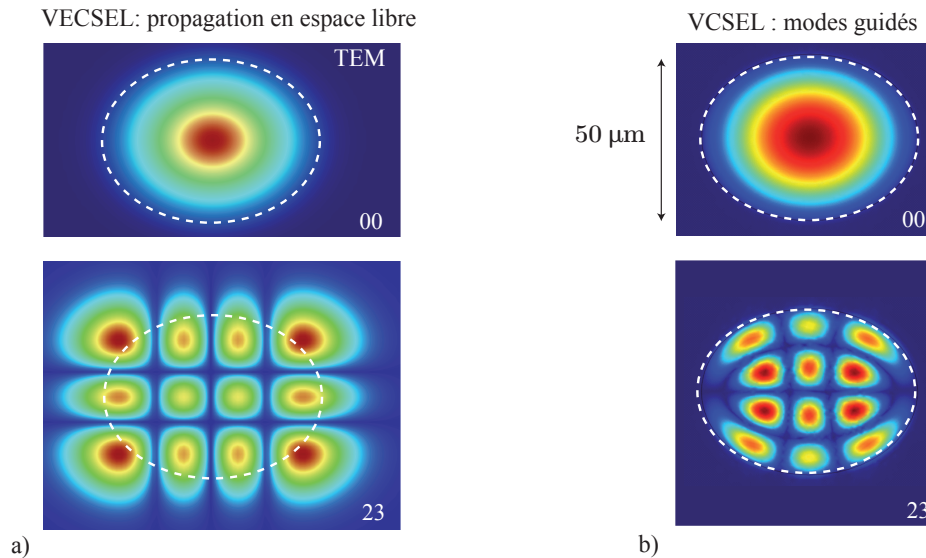 VECSEL: propagation en espace libre
TEM
00
23
a)
VCSEL : modes guidés
50 μm
00
23
b)